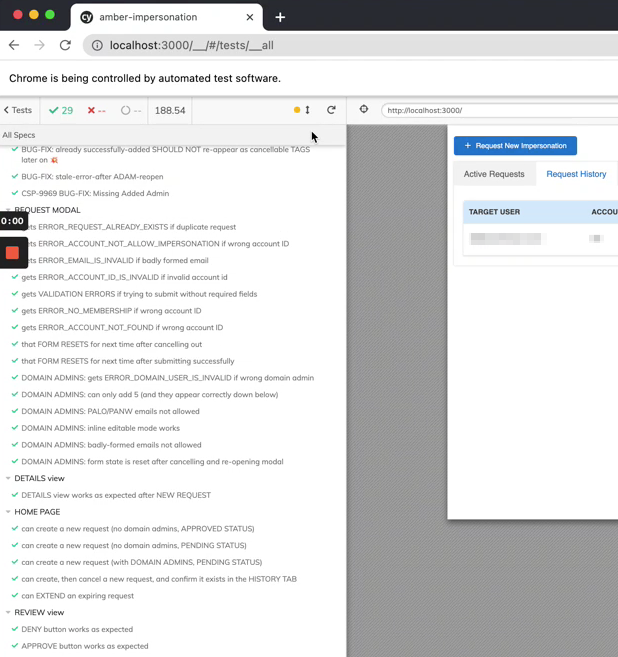 cy amber-impersonation
localhost:3000/__/#/tests/__all
Chrome is being controlled by automated test software.
Tests 29 -- -- 188.54 http://localhost:3000/
All Specs
BUG-FIX: already successfully-added SHOULD NOT re-appear as cancellable TAGS
later on
BUG-FIX: stale-error-after ADAM-reopen
CSP-9969 BUG-FIX: Missing Added Admin
REQUEST MODAL
0:00
gets ERROR_REQUEST_ALREADY_EXISTS if duplicate request
gets ERROR_ACCOUNT_NOT_ALLOW_IMPERSONATION if wrong account ID
gets ERROR_EMAIL_IS_INVALID if badly formed email
gets ERROR_ACCOUNT_ID_IS_INVALID if invalid account id
gets VALIDATION ERRORS if trying to submit without required fields
gets ERROR_NO_MEMBERSHIP if wrong account ID
gets ERROR_ACCOUNT_NOT_FOUND if wrong account ID
that FORM RESETS for next time after cancelling out
that FORM RESETS for next time after submitting successfully
DOMAIN ADMINS: gets ERROR_DOMAIN_USER_IS_INVALID if wrong domain admin
DOMAIN ADMINS: can only add 5 (and they appear correctly down below)
DOMAIN ADMINS: PALO/PANW emails not allowed
DOMAIN ADMINS: inline editable mode works
DOMAIN ADMINS: badly-formed emails not allowed
DOMAIN ADMINS: form state is reset after cancelling and re-opening modal
DETAILS view
DETAILS view works as expected after NEW REQUEST
HOME PAGE
can create a new request (no domain admins, APPROVED STATUS)
can create a new request (no domain admins, PENDING STATUS)
can create a new request (with DOMAIN ADMINS, PENDING STATUS)
can create, then cancel a new request, and confirm it exists in the HISTORY TAB
can EXTEND an expiring request
REVIEW view
DENY button works as expected
APPROVE button works as expected
+ Request New Impersonation
Active Requests Request History
TARGET USER ACCOU